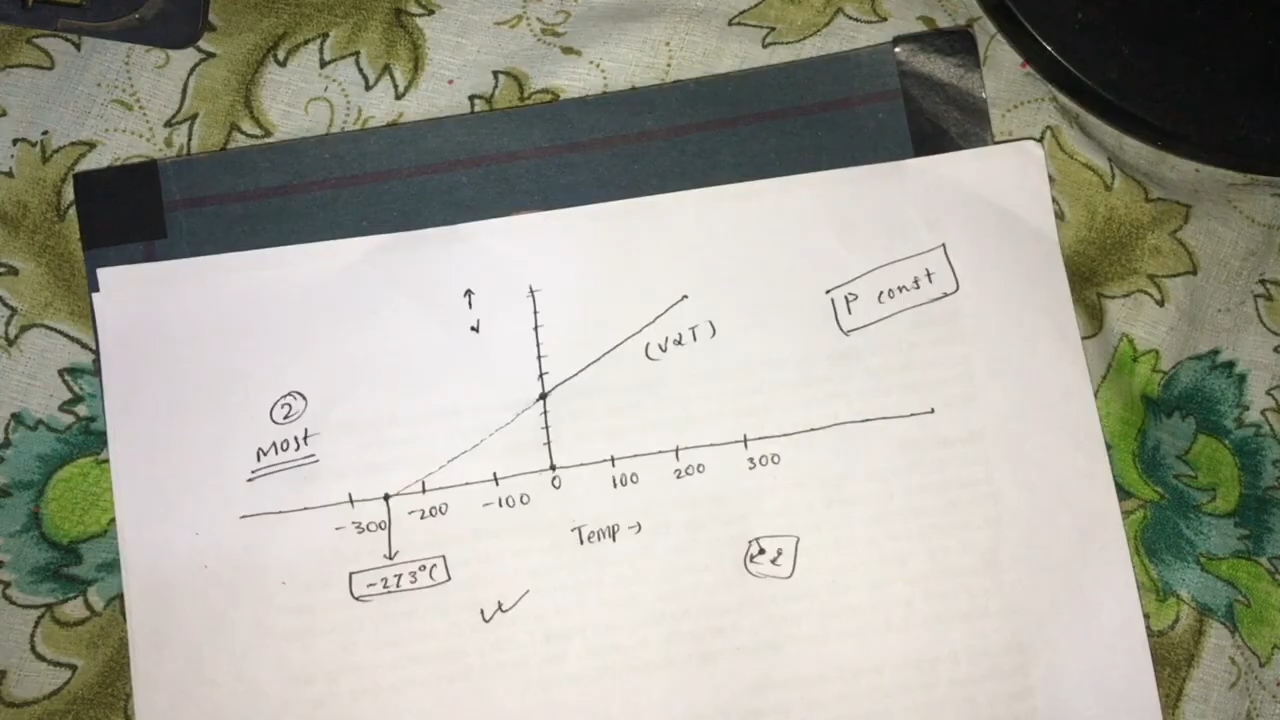 P const
V
(V∝T)
②
Most
-300 -200 -100 0 100 200 300
Temp→
-273°C